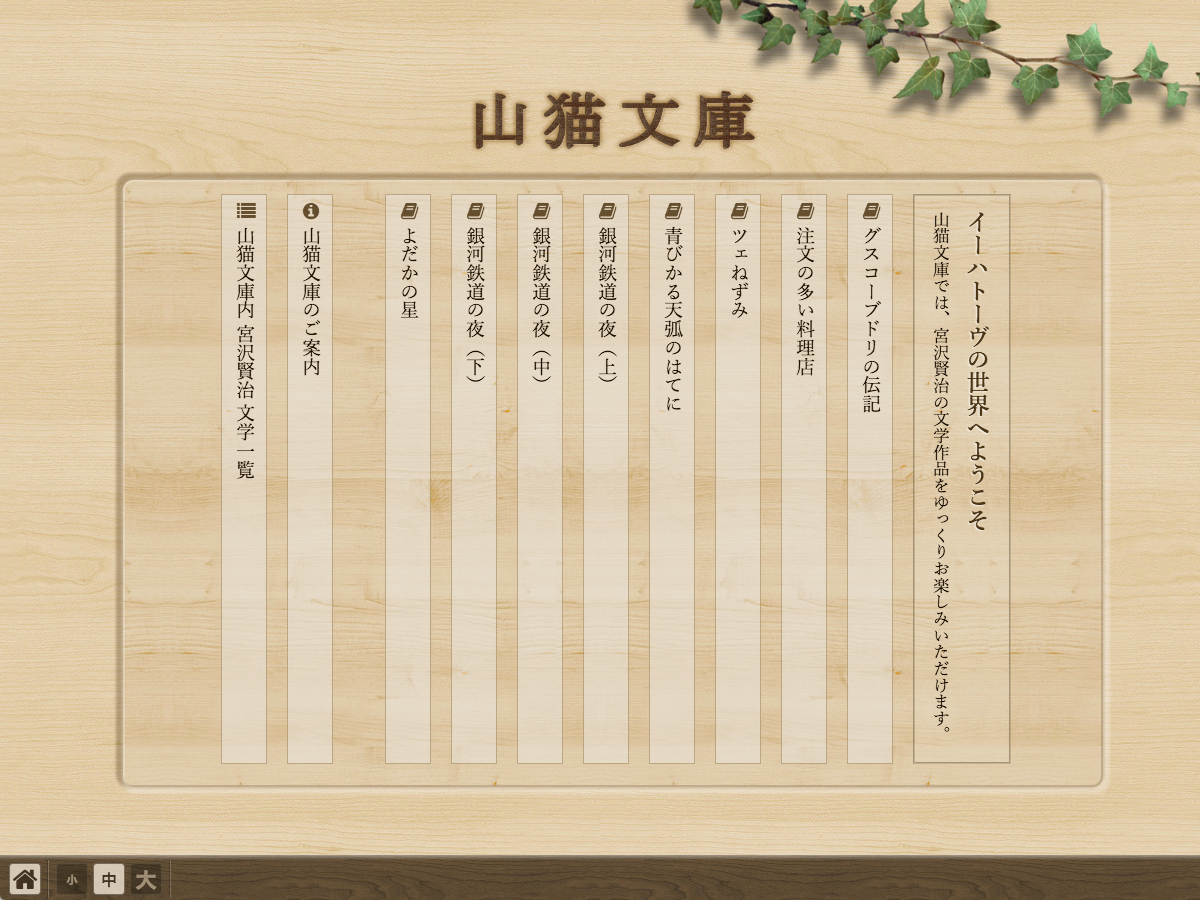 山猫文庫
イーハトーヴの世界へようこそ
山猫文庫では、宮沢賢治の文学作品をゆっくりお楽しみいただけます。
グスコーブドリの伝記
注文の多い料理店
ツェねずみ
青びかる天弧のはてに
銀河鉄道の夜（上）
銀河鉄道の夜（中）
銀河鉄道の夜（下）
よだかの星
山猫文庫のご案内
山猫文庫内 宮沢賢治 文学一覧
小 中 大